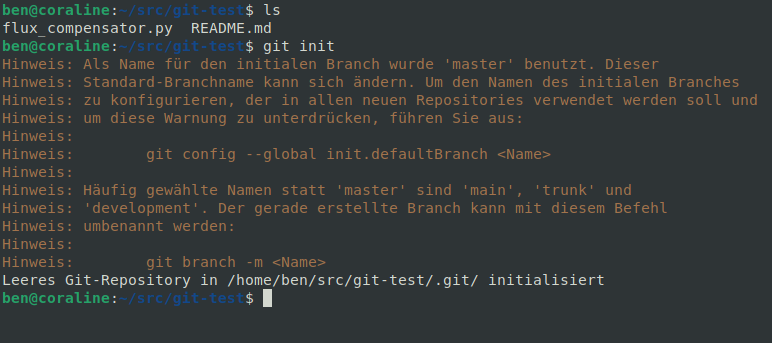 ben@coraline:~/src/git-test$ ls
flux_compensator.py  README.md
ben@coraline:~/src/git-test$ git init
Hinweis: Als Name für den initialen Branch wurde 'master' benutzt. Dieser
Hinweis: Standard-Branchname kann sich ändern. Um den Namen des initialen Branches
Hinweis: zu konfigurieren, der in allen neuen Repositories verwendet werden soll und
Hinweis: um diese Warnung zu unterdrücken, führen Sie aus:
Hinweis:
Hinweis:        git config --global init.defaultBranch <Name>
Hinweis:
Hinweis: Häufig gewählte Namen statt 'master' sind 'main', 'trunk' und
Hinweis: 'development'. Der gerade erstellte Branch kann mit diesem Befehl
Hinweis: umbenannt werden:
Hinweis:
Hinweis:        git branch -m <Name>
Leeres Git-Repository in /home/ben/src/git-test/.git/ initialisiert
ben@coraline:~/src/git-test$